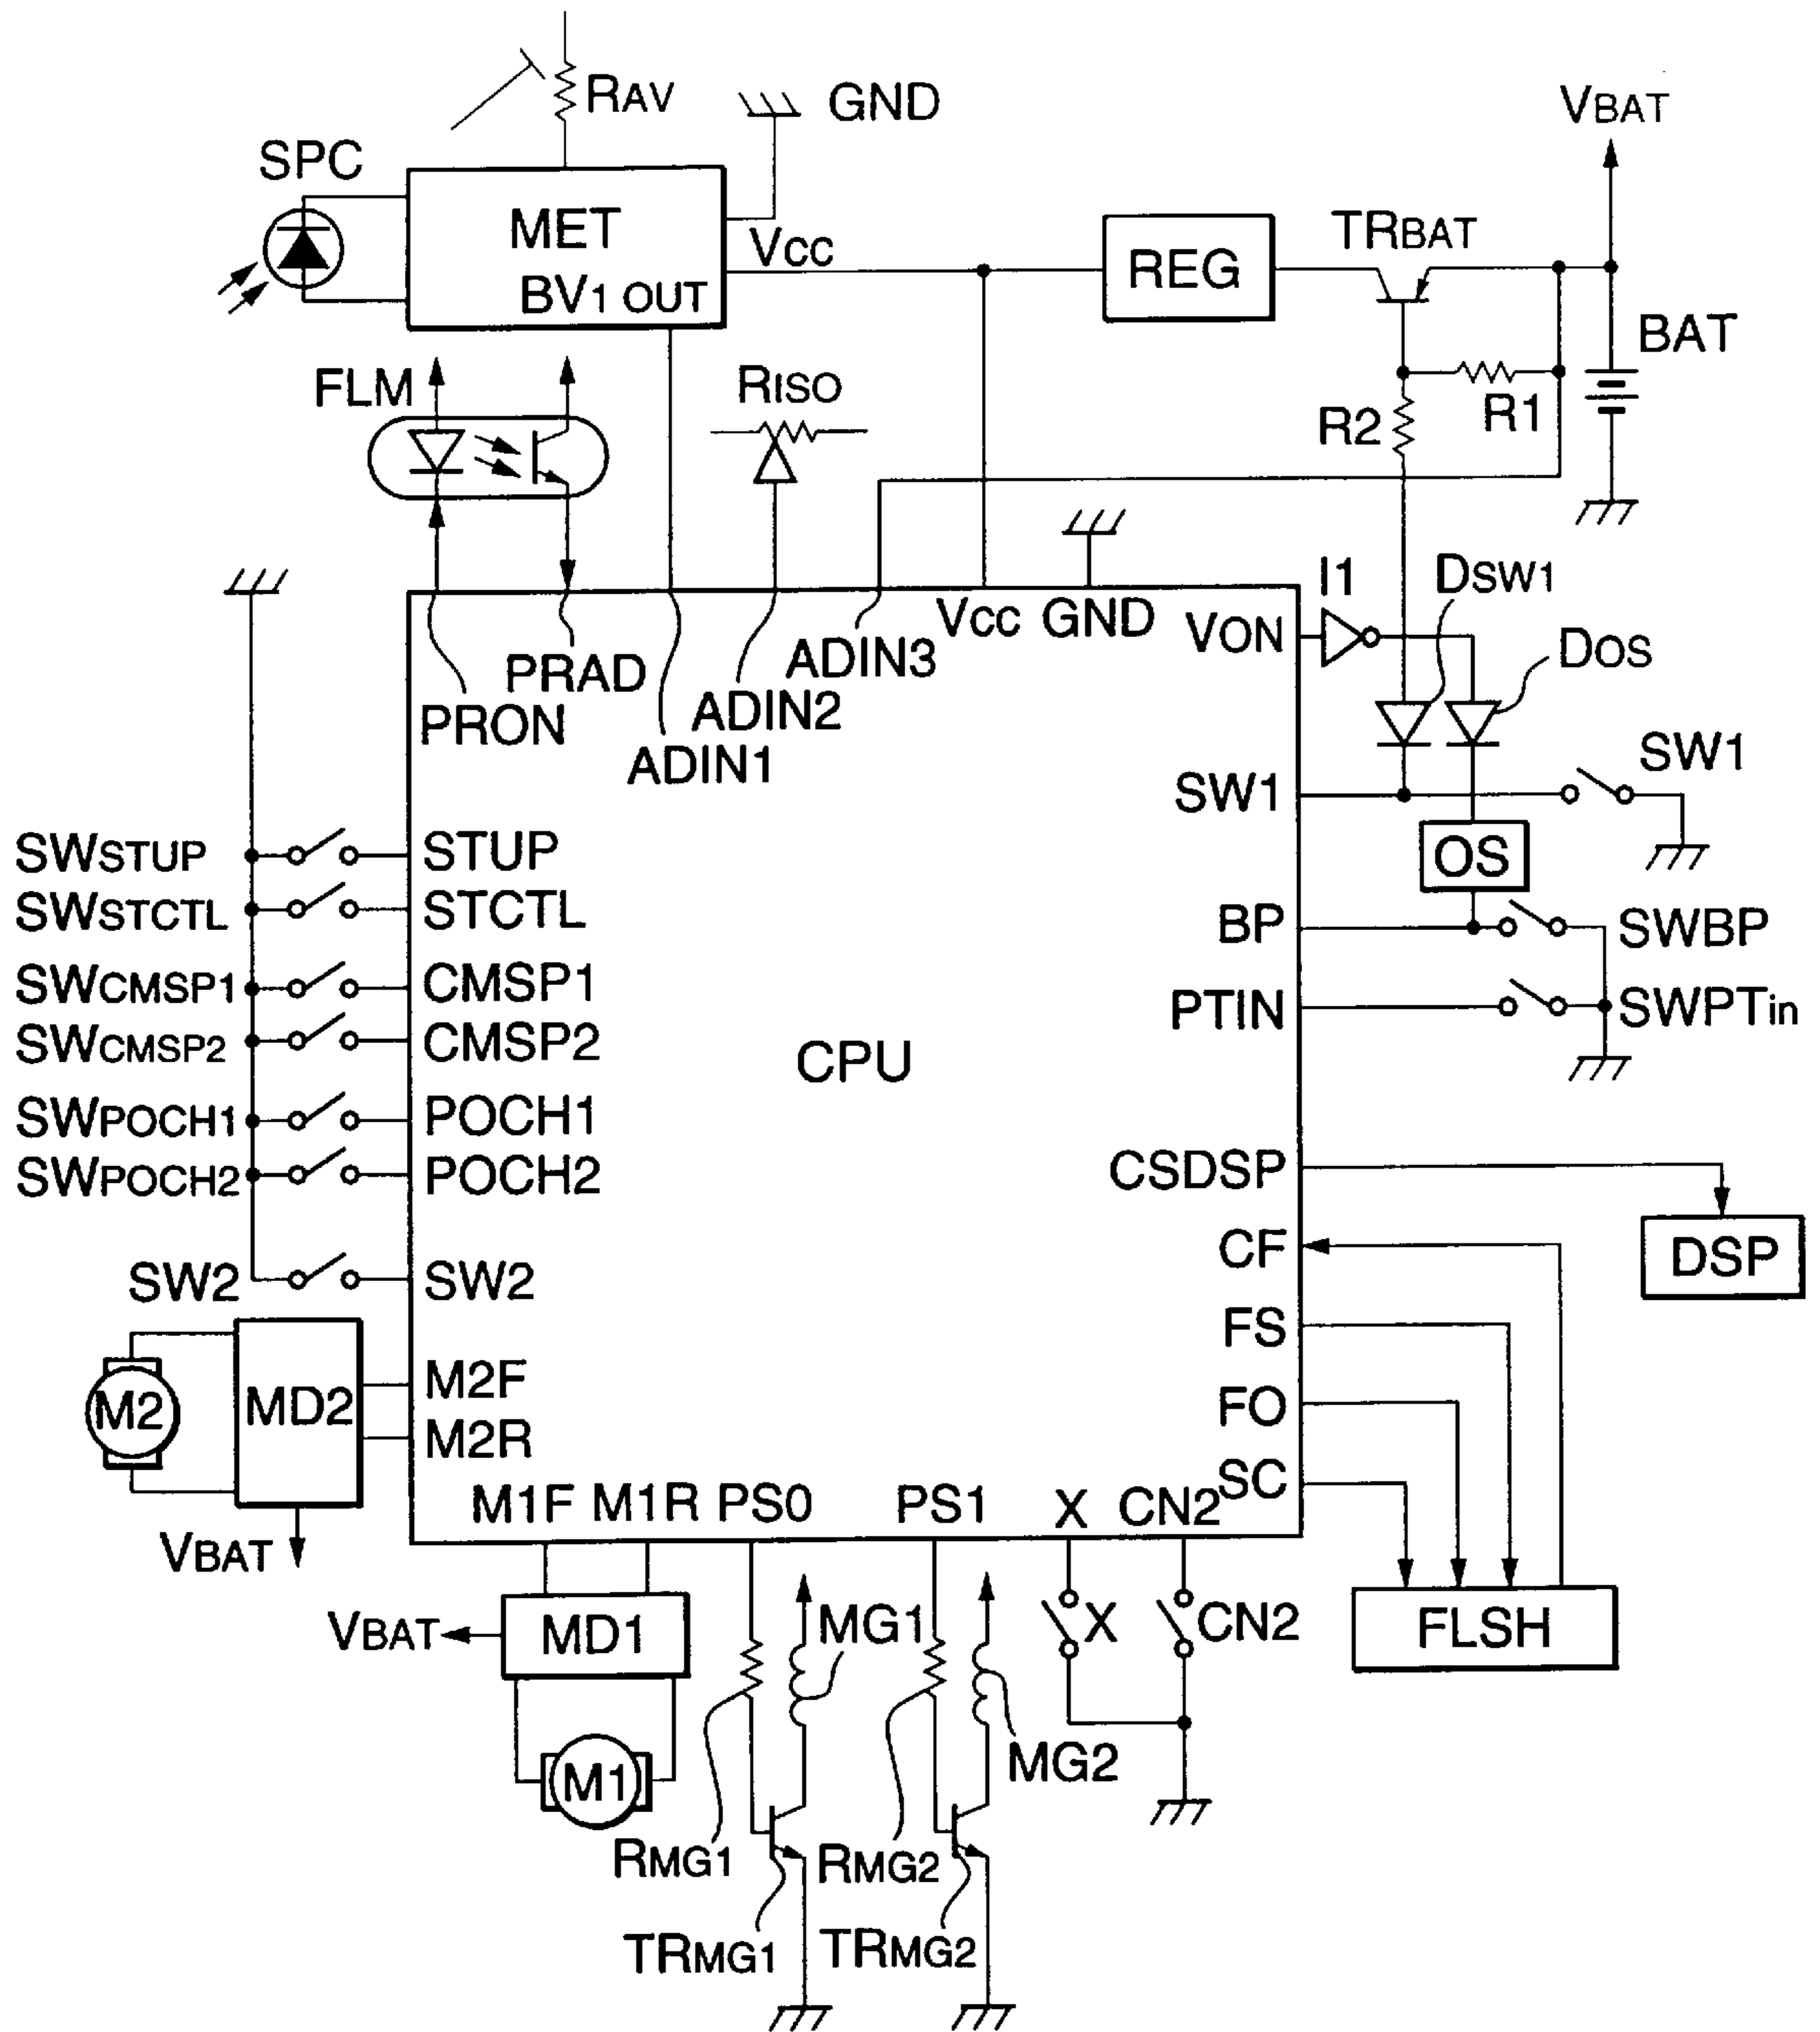 RAV
GND
VBAT
SPC
MET
VCC
TRBAT
REG
BV1 OUT
BAT
FLM
RISO
R1
R2
I1
DSW1
VCC GND
VON
DOS
ADIN3
PRAD
ADIN2
PRON
ADIN1
SW1
SW1
SWSTUP
STUP
OS
SWSTCTL
STCTL
BP
SWBP
SWCMSP1
CMSP1
PTIN
SWPTin
SWCMSP2
CMSP2
CPU
SWPOCH1
POCH1
SWPOCH2
POCH2
CSDSP
CF
DSP
SW2
SW2
FS
M2
MD2
M2F
FO
M2R
SC
M1F M1R PS0 PS1 X CN2
VBAT
VBAT
MD1
MG1
X
CN2
FLSH
M1
MG2
RMG1
RMG2
TRMG1
TRMG2